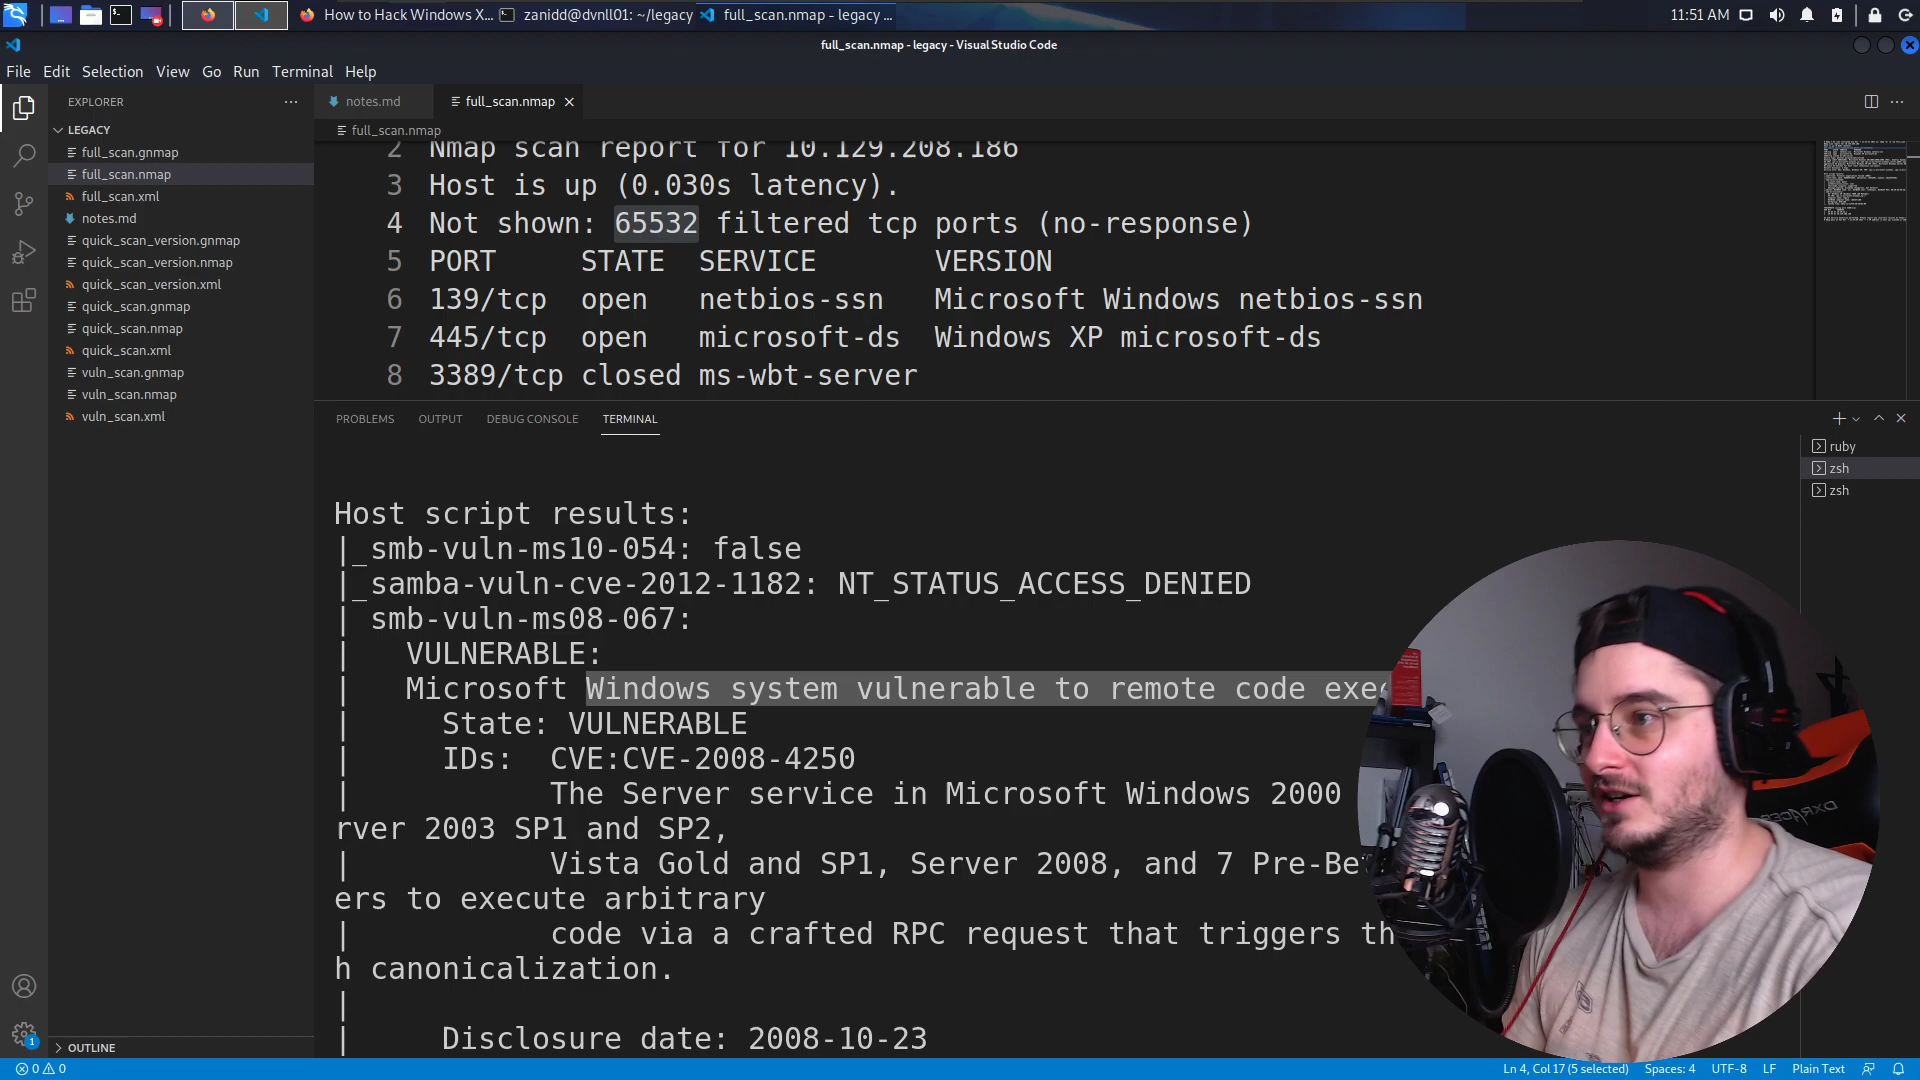 How to Hack Windows X...
zanidd@dvnll01: ~/legacy
full_scan.nmap - legacy ...
11:51 AM
full_scan.nmap - legacy - Visual Studio Code
File Edit Selection View Go Run Terminal Help
EXPLORER
LEGACY
full_scan.gnmap
full_scan.nmap
full_scan.xml
notes.md
quick_scan_version.gnmap
quick_scan_version.nmap
quick_scan_version.xml
quick_scan.gnmap
quick_scan.nmap
quick_scan.xml
vuln_scan.gnmap
vuln_scan.nmap
vuln_scan.xml
OUTLINE
notes.md
full_scan.nmap
full_scan.nmap
2 Nmap scan report for 10.129.208.186
3 Host is up (0.030s latency).
4 Not shown: 65532 filtered tcp ports (no-response)
5 PORT STATE SERVICE VERSION
6 139/tcp open netbios-ssn Microsoft Windows netbios-ssn
7 445/tcp open microsoft-ds Windows XP microsoft-ds
8 3389/tcp closed ms-wbt-server
PROBLEMS OUTPUT DEBUG CONSOLE TERMINAL
ruby
zsh
zsh
Host script results:
|_smb-vuln-ms10-054: false
|_samba-vuln-cve-2012-1182: NT_STATUS_ACCESS_DENIED
| smb-vuln-ms08-067:
|   VULNERABLE:
|   Microsoft Windows system vulnerable to remote code exec
|     State: VULNERABLE
|     IDs:  CVE:CVE-2008-4250
|           The Server service in Microsoft Windows 2000
rver 2003 SP1 and SP2,
|           Vista Gold and SP1, Server 2008, and 7 Pre-Bet
ers to execute arbitrary
|           code via a crafted RPC request that triggers th
h canonicalization.
|
|     Disclosure date: 2008-10-23
DXRACER
0 0
Ln 4, Col 17 (5 selected) Spaces: 4 UTF-8 LF Plain Text
1